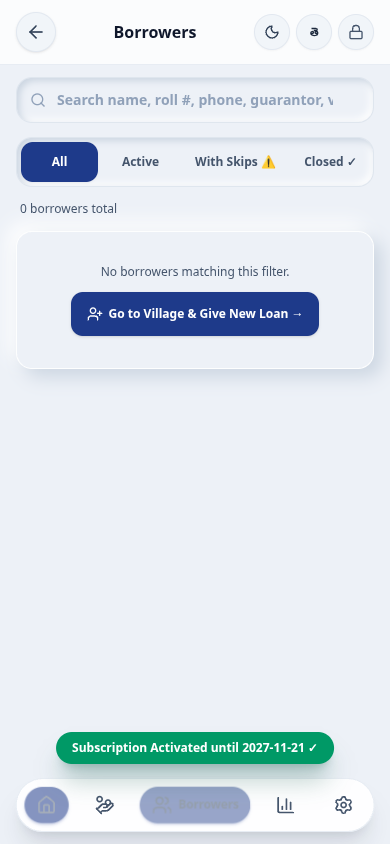 Borrowers
Search name, roll #, phone, guarantor, v
All
Active
With Skips ⚠️
Closed ✓
0 borrowers total
No borrowers matching this filter.
Go to Village & Give New Loan →
Subscription Activated until 2027-11-21 ✓
Borrowers